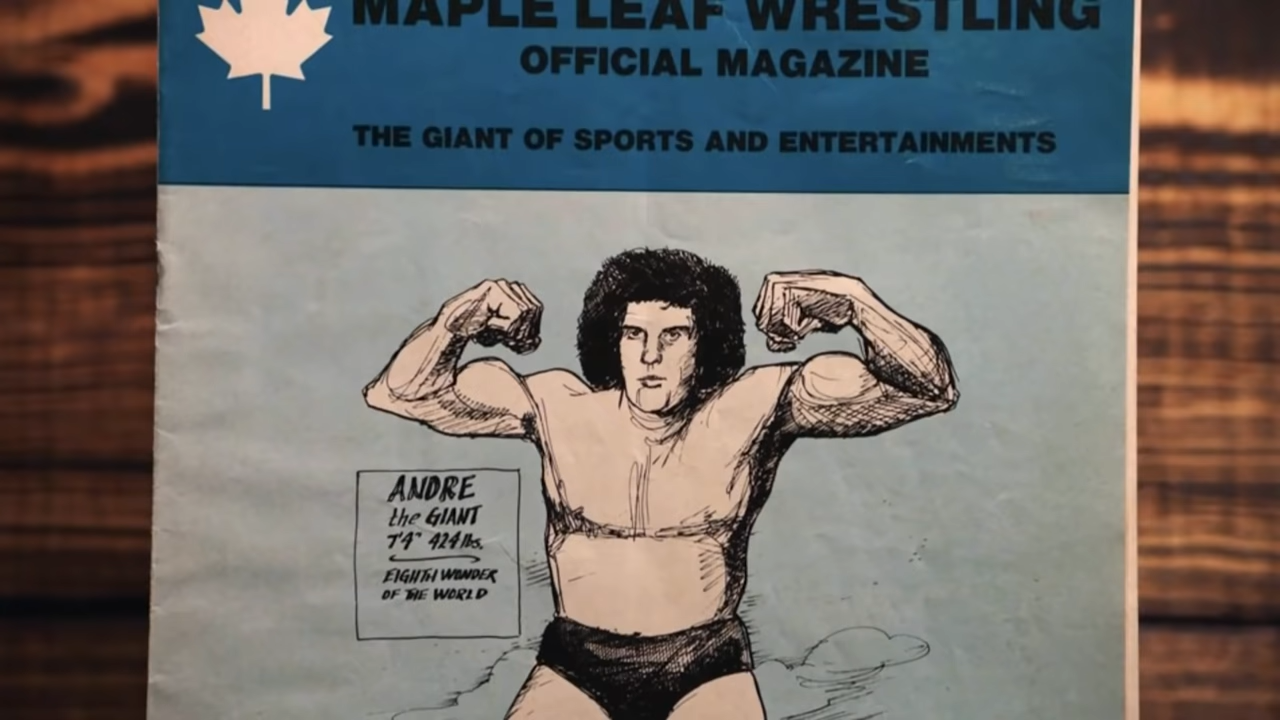 MAPLE LEAF WRESTLING
OFFICIAL MAGAZINE
THE GIANT OF SPORTS AND ENTERTAINMENTS
ANDRE
the GIANT
7'4" 424 lbs.
EIGHTH WONDER
OF THE WORLD